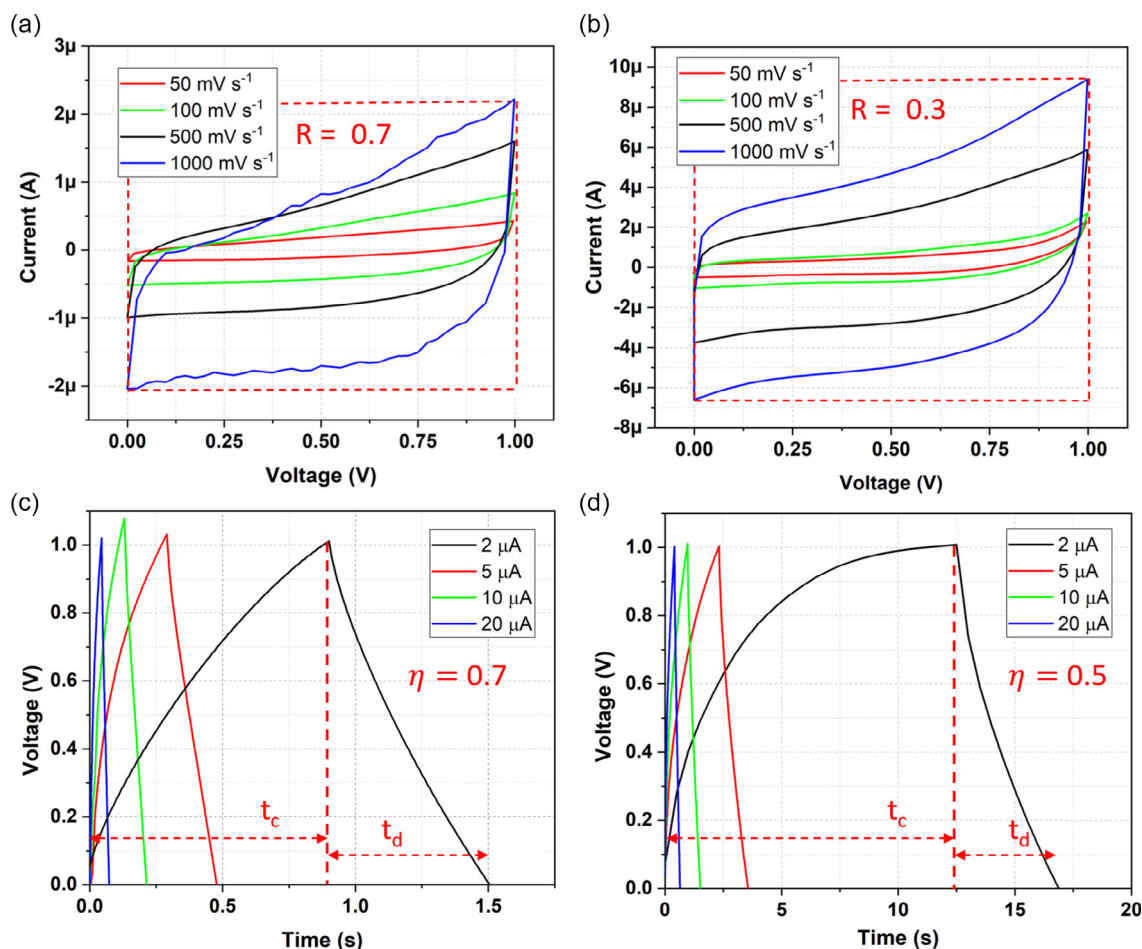 (a)
3µ
2µ
1µ
0
-1µ
-2µ
Current (A)
50 mV s⁻¹
100 mV s⁻¹
500 mV s⁻¹
1000 mV s⁻¹
R = 0.7
0.00 0.25 0.50 0.75 1.00
Voltage (V)
(b)
10µ
8µ
6µ
4µ
2µ
0
-2µ
-4µ
-6µ
-8µ
Current (A)
50 mV s⁻¹
100 mV s⁻¹
500 mV s⁻¹
1000 mV s⁻¹
R = 0.3
0.00 0.25 0.50 0.75 1.00
Voltage (V)
(c)
1.0
0.8
0.6
0.4
0.2
0.0
Voltage (V)
2 µA
5 µA
10 µA
20 µA
η = 0.7
t_c
t_d
0.0 0.5 1.0 1.5
Time (s)
(d)
1.0
0.8
0.6
0.4
0.2
0.0
Voltage (V)
2 µA
5 µA
10 µA
20 µA
η = 0.5
t_c
t_d
0 5 10 15 20
Time (s)